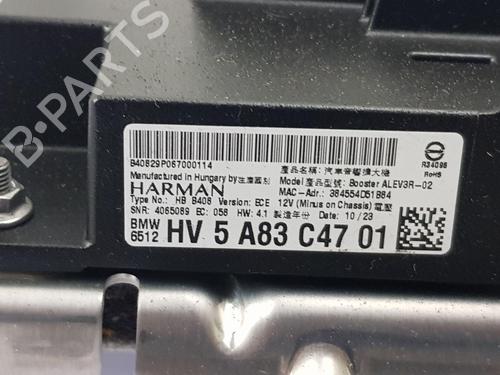 B40829P067000114
Manufactured in Hungary by 生產國別
HARMAN
Type No.: HB B408 Version: ECE 12V (Minus on Chassis) 電壓
SNR: 4065089 EC: 058 HW: 4.1 製造年份 Date: 10/23
BMW
6512
HV 5 A83 C47 01
產品名稱: 汽車音響擴大機
Model 產品型號: Booster ALEV3R-02
MAC-Adr.: 384554D51B84
R34098
RoHS
B-PARTS